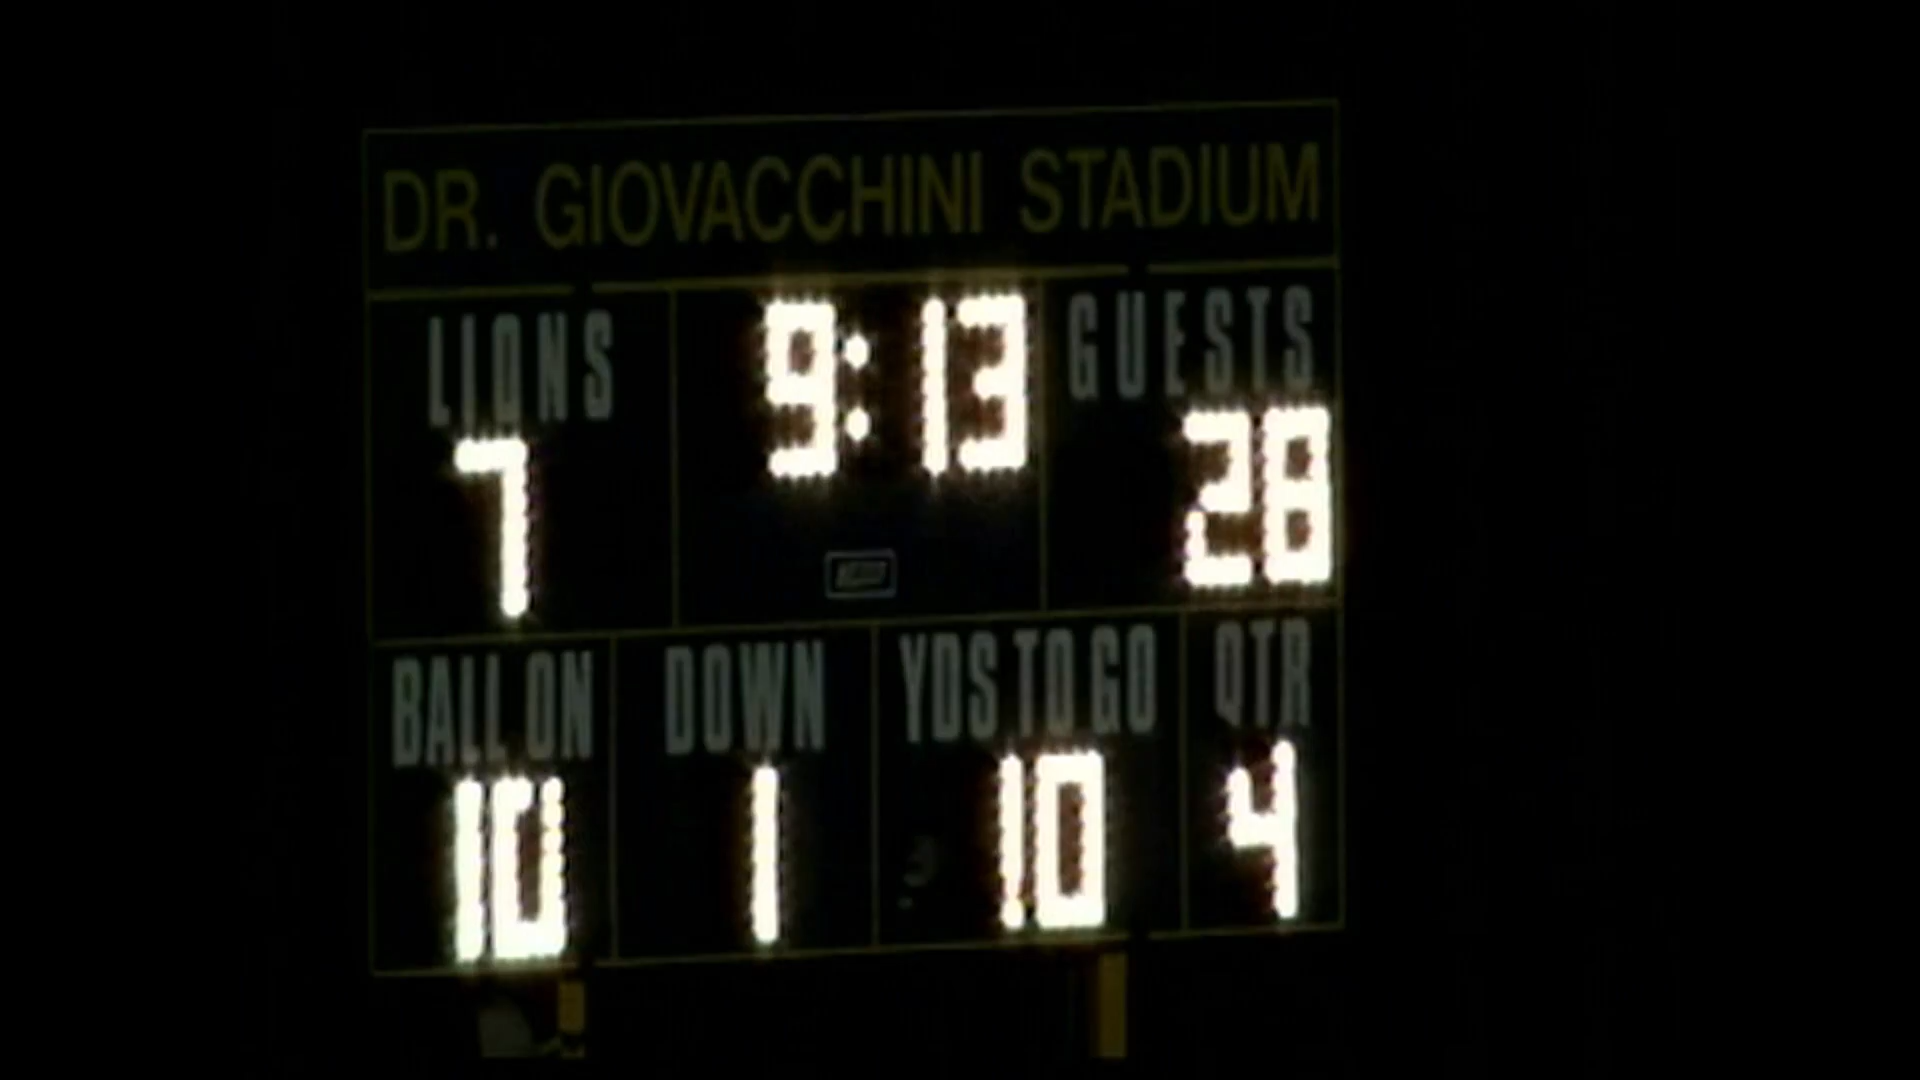 DR. GIOVACCHINI STADIUM
LIONS 9:13 GUESTS
7 28
BALL ON DOWN YDS TO GO QTR
10 1 10 4